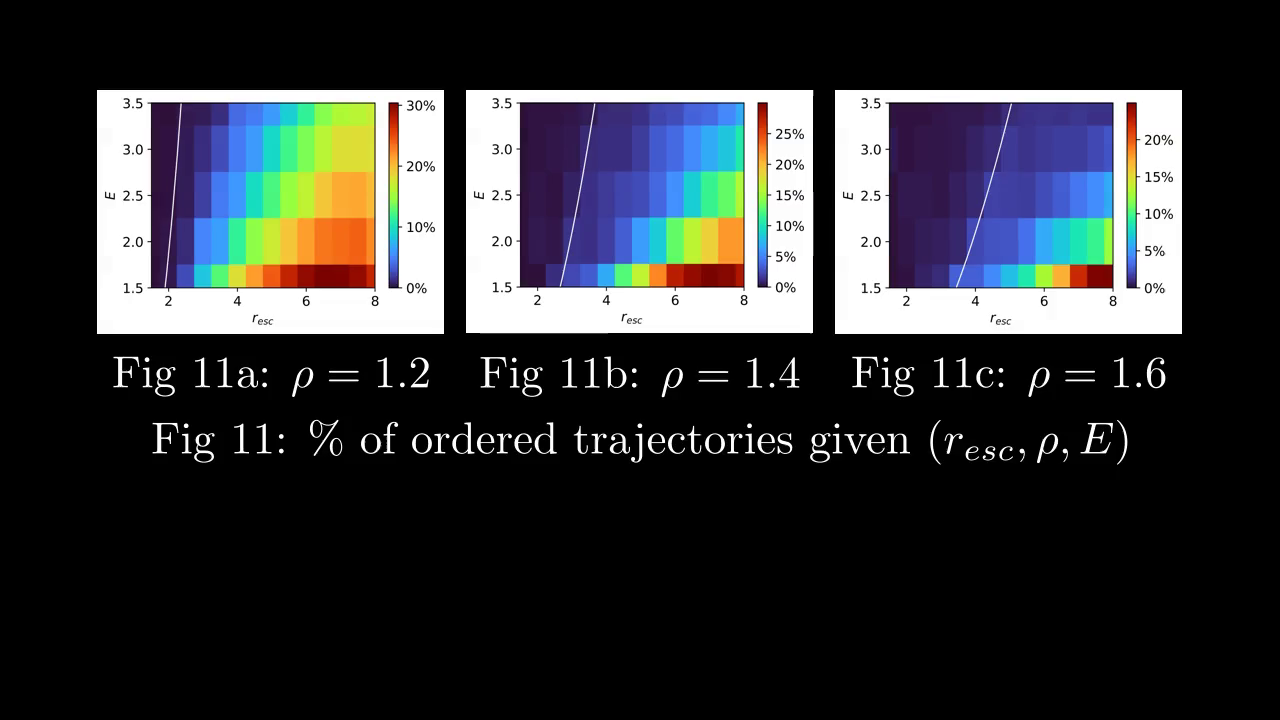 3.5
3.0
2.5
2.0
1.5
E
2 4 6 8
r_esc
30%
20%
10%
0%
3.5
3.0
2.5
2.0
1.5
E
2 4 6 8
r_esc
25%
20%
15%
10%
5%
0%
3.5
3.0
2.5
2.0
1.5
E
2 4 6 8
r_esc
20%
15%
10%
5%
0%
Fig 11a: ρ = 1.2 Fig 11b: ρ = 1.4 Fig 11c: ρ = 1.6
Fig 11: % of ordered trajectories given (r_esc, ρ, E)